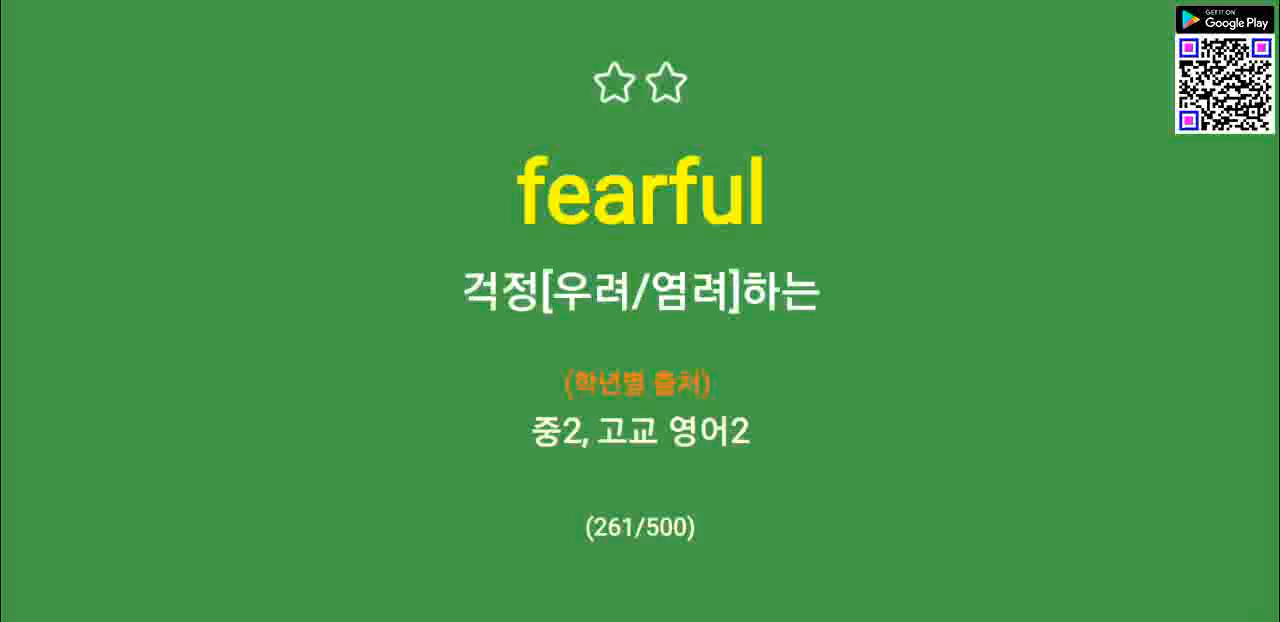 GET IT ON
Google Play
fearful
걱정[우려/염려]하는
(학년별 출처)
중2, 고교 영어2
(261/500)